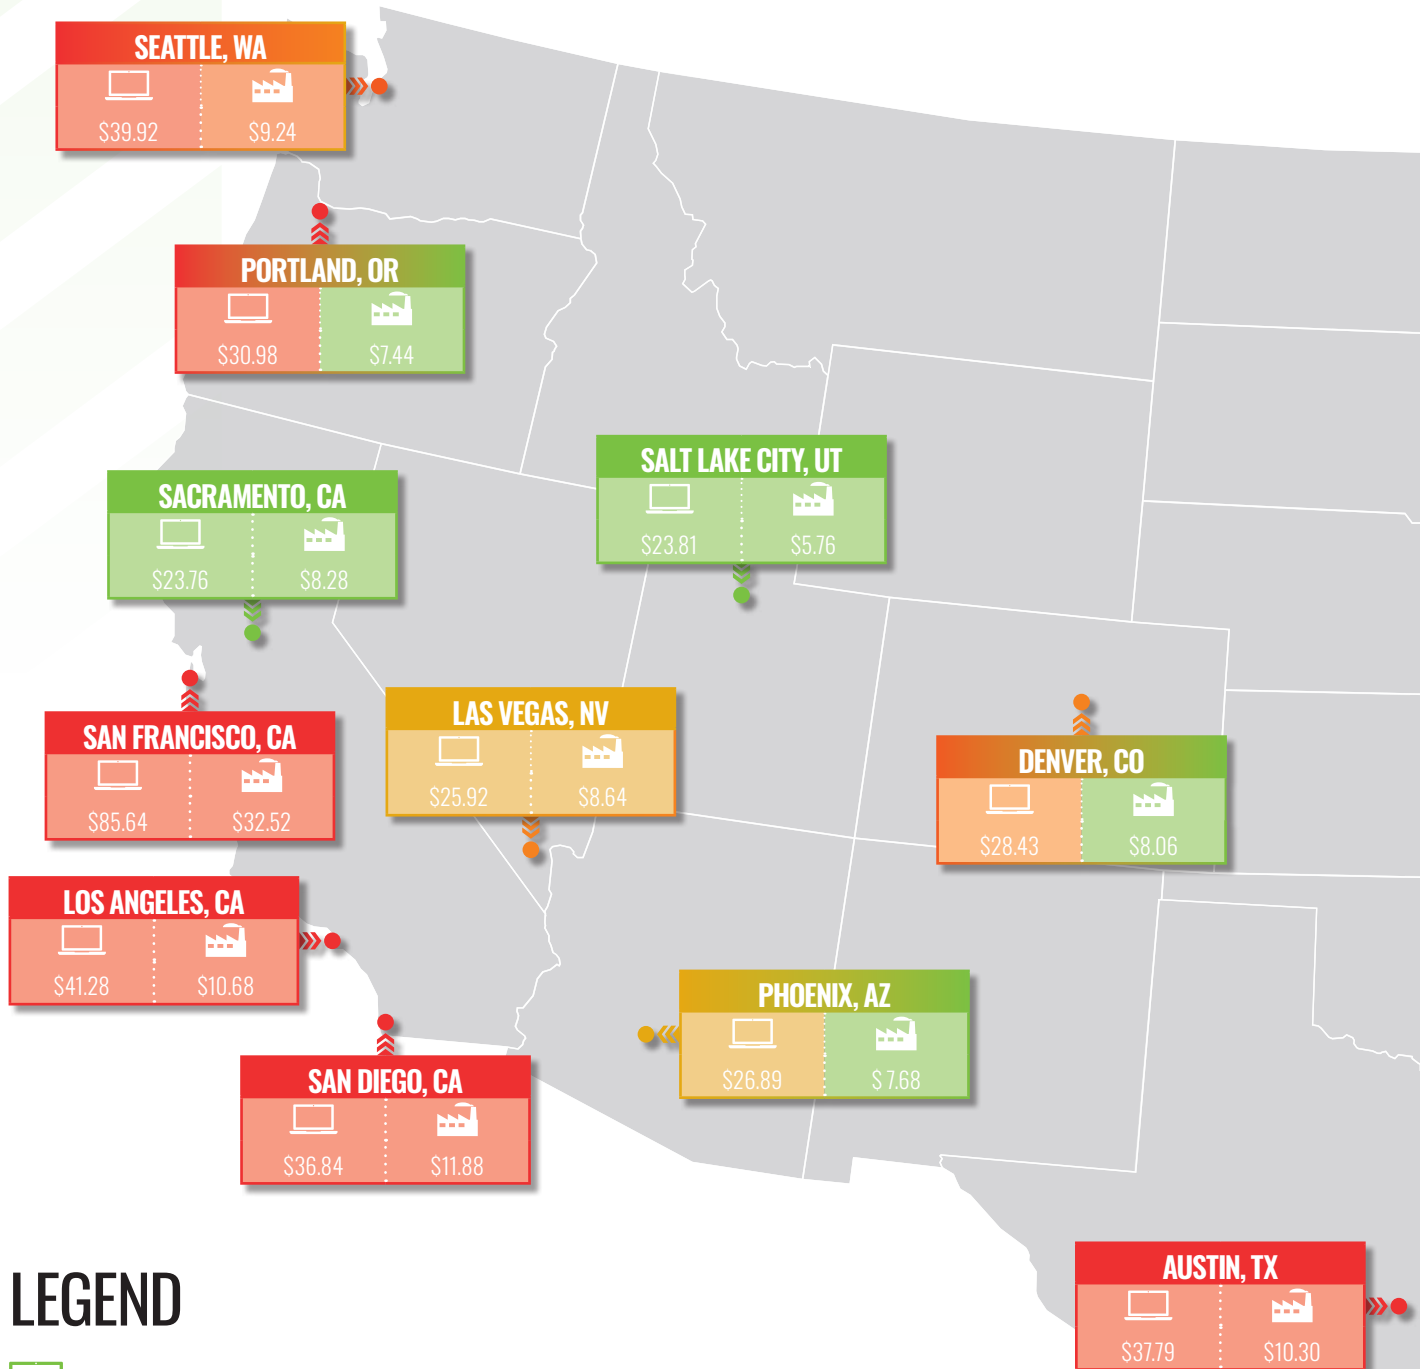 SEATTLE, WA
$39.92 $9.24
PORTLAND, OR
$30.98 $7.44
SALT LAKE CITY, UT
$23.81 $5.76
SACRAMENTO, CA
$23.76 $8.28
LAS VEGAS, NV
$25.92 $8.64
SAN FRANCISCO, CA
$85.64 $32.52
DENVER, CO
$28.43 $8.06
LOS ANGELES, CA
$41.28 $10.68
PHOENIX, AZ
$26.89 $7.68
SAN DIEGO, CA
$36.84 $11.88
AUSTIN, TX
$37.79 $10.30
LEGEND